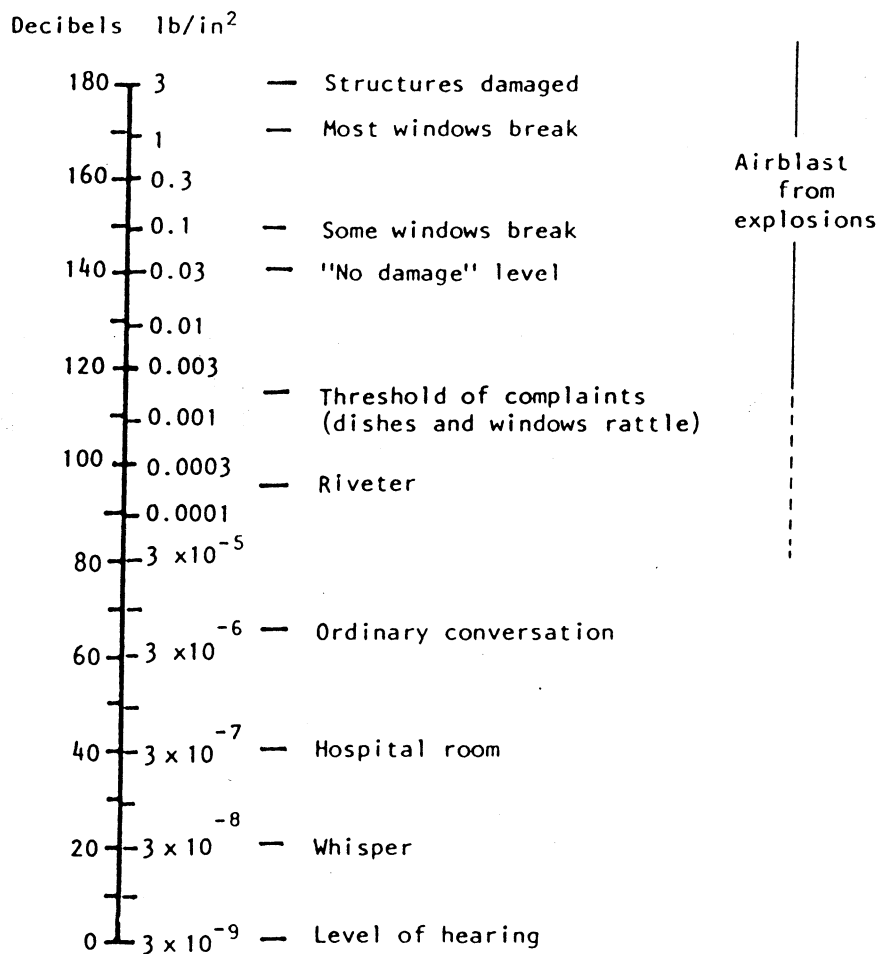 Decibels lb/in²
180 3 Structures damaged
1 Most windows break
160 0.3
Airblast
from
explosions
0.1 Some windows break
140 0.03 "No damage" level
0.01
120 0.003
Threshold of complaints
0.001 (dishes and windows rattle)
100 0.0003
Riveter
0.0001
80 3 x10⁻⁵
Ordinary conversation
60 3 x10⁻⁶
40 3 x 10⁻⁷ Hospital room
20 3 x 10⁻⁸ Whisper
0 3 x 10⁻⁹ Level of hearing